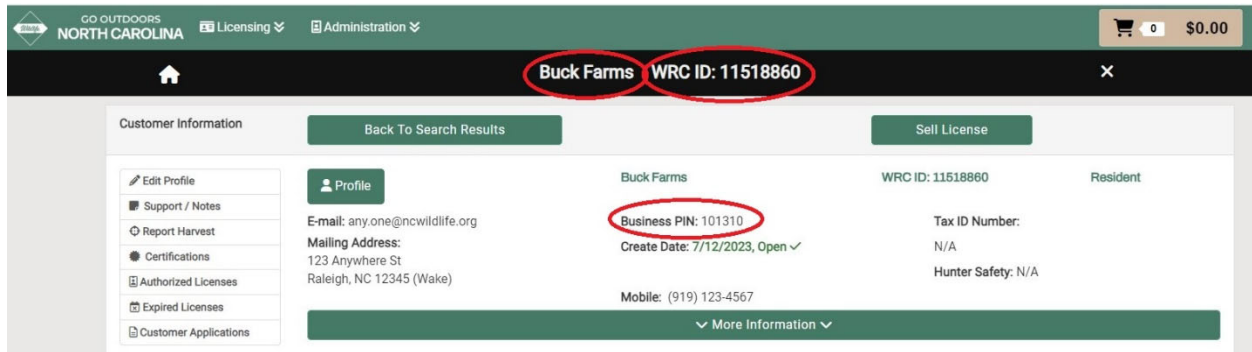 GO OUTDOORS
NORTH CAROLINA
Licensing
Administration
0 $0.00
Buck Farms WRC ID: 11518860
Customer Information
Back To Search Results
Sell License
Edit Profile
Support / Notes
Report Harvest
Certifications
Authorized Licenses
Expired Licenses
Customer Applications
Profile
E-mail: any.one@ncwildlife.org
Mailing Address:
123 Anywhere St
Raleigh, NC 12345 (Wake)
Buck Farms
Business PIN: 101310
Create Date: 7/12/2023, Open
Mobile: (919) 123-4567
WRC ID: 11518860
Tax ID Number:
N/A
Hunter Safety: N/A
Resident
More Information